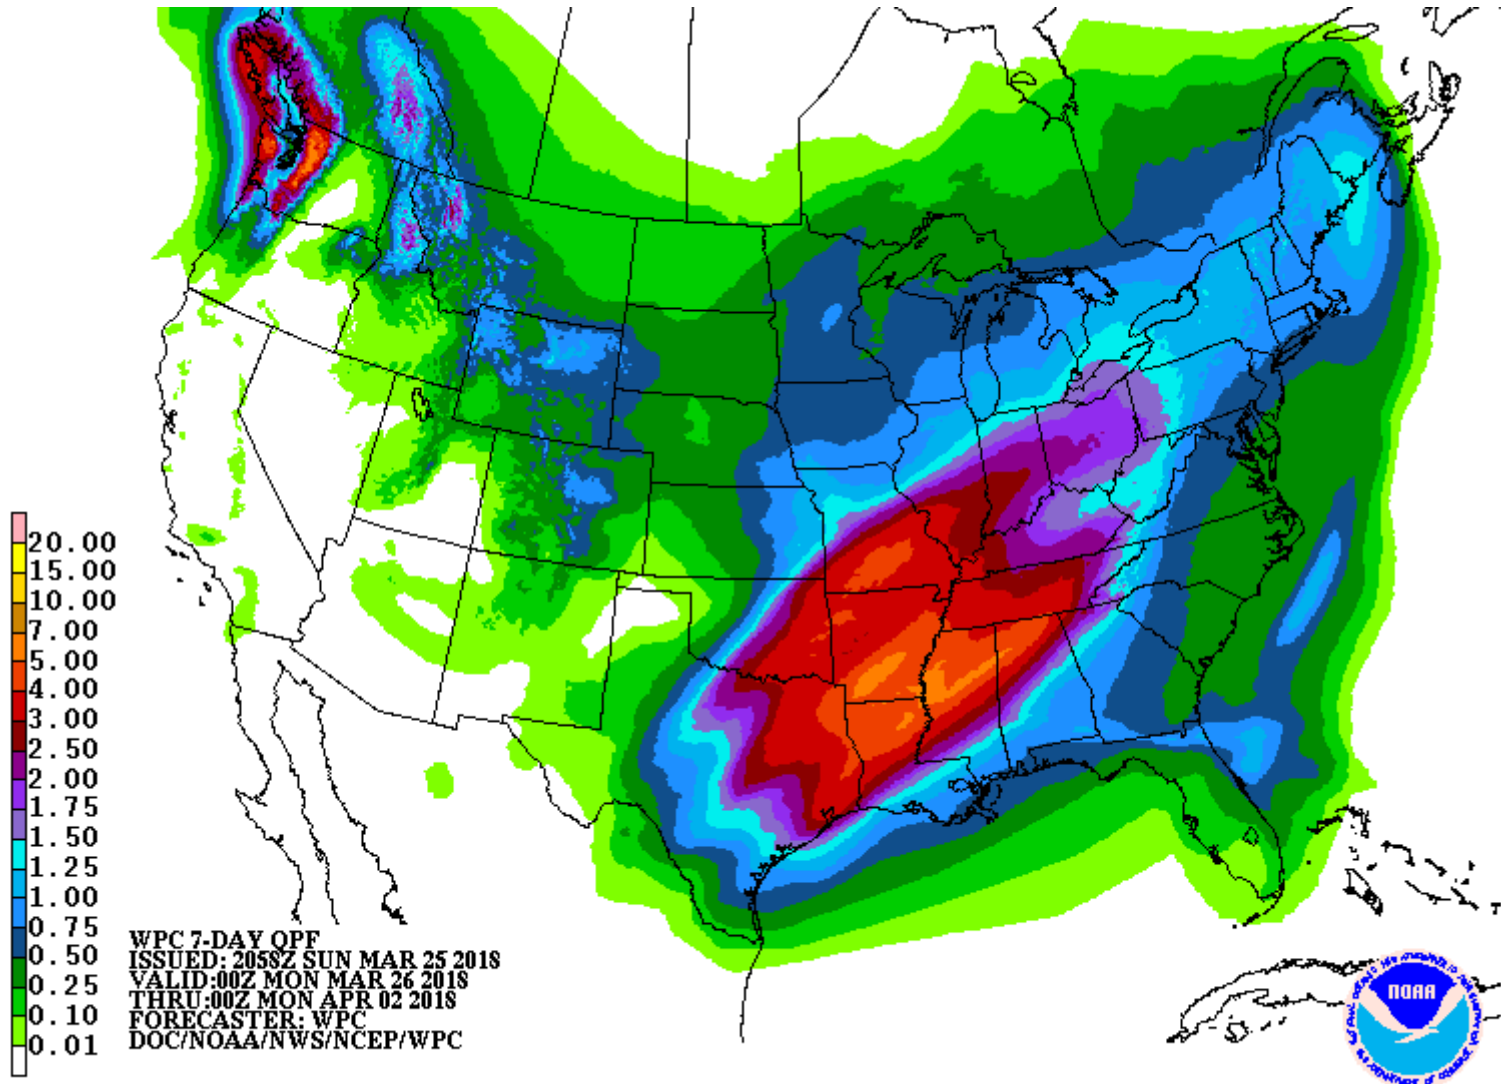 20.00
15.00
10.00
7.00
5.00
4.00
3.00
2.50
2.00
1.75
1.50
1.25
1.00
0.75
0.50
0.25
0.10
0.01
WPC 7-DAY QPF
ISSUED: 2058Z SUN MAR 25 2018
VALID:00Z MON MAR 26 2018
THRU:00Z MON APR 02 2018
FORECASTER: WPC
DOC/NOAA/NWS/NCEP/WPC
NOAA